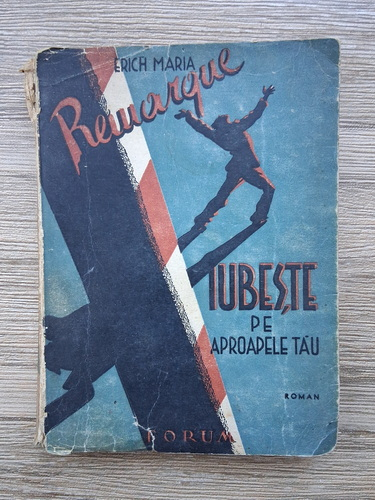 ERICH MARIA
Remarque
IUBEȘTE
PE
APROAPELE TĂU
ROMAN
FORUM